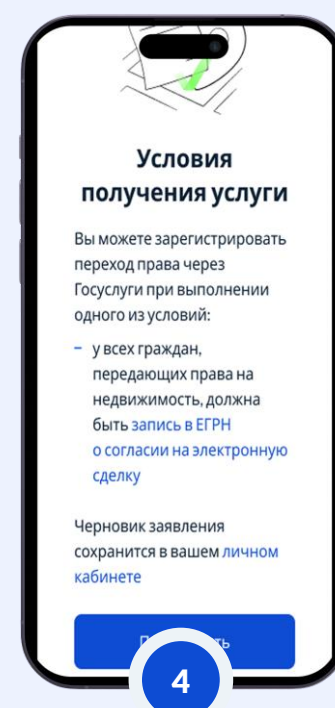 Условия
получения услуги
Вы можете зарегистрировать
переход права через
Госуслуги при выполнении
одного из условий:
– у всех граждан,
передающих права на
недвижимость, должна
быть запись в ЕГРН
о согласии на электронную
сделку
Черновик заявления
сохранится в вашем личном
кабинете
4